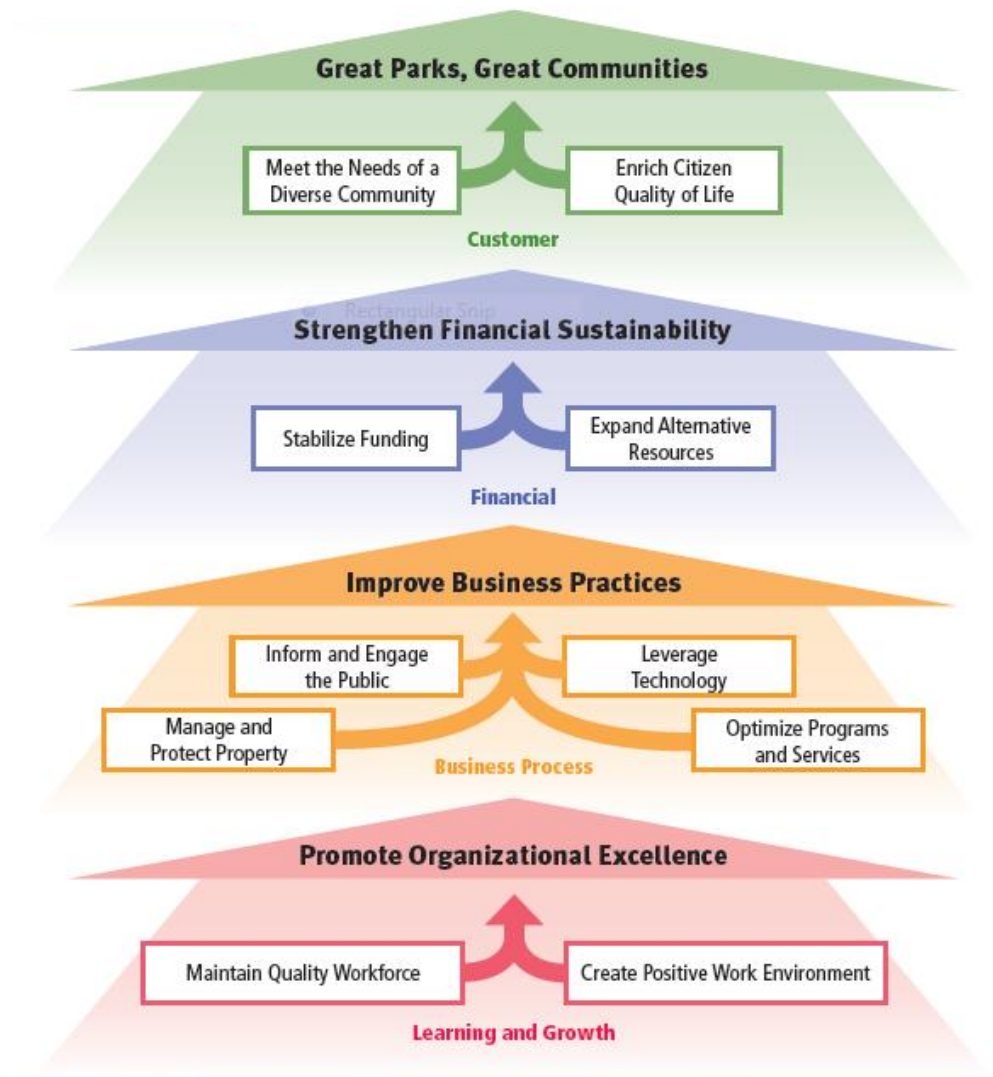 Great Parks, Great Communities
Meet the Needs of a
Diverse Community
Enrich Citizen
Quality of Life
Customer
Rectangular Snip
Strengthen Financial Sustainability
Stabilize Funding
Expand Alternative
Resources
Financial
Improve Business Practices
Inform and Engage
the Public
Leverage
Technology
Manage and
Protect Property
Optimize Programs
and Services
Business Process
Promote Organizational Excellence
Maintain Quality Workforce
Create Positive Work Environment
Learning and Growth